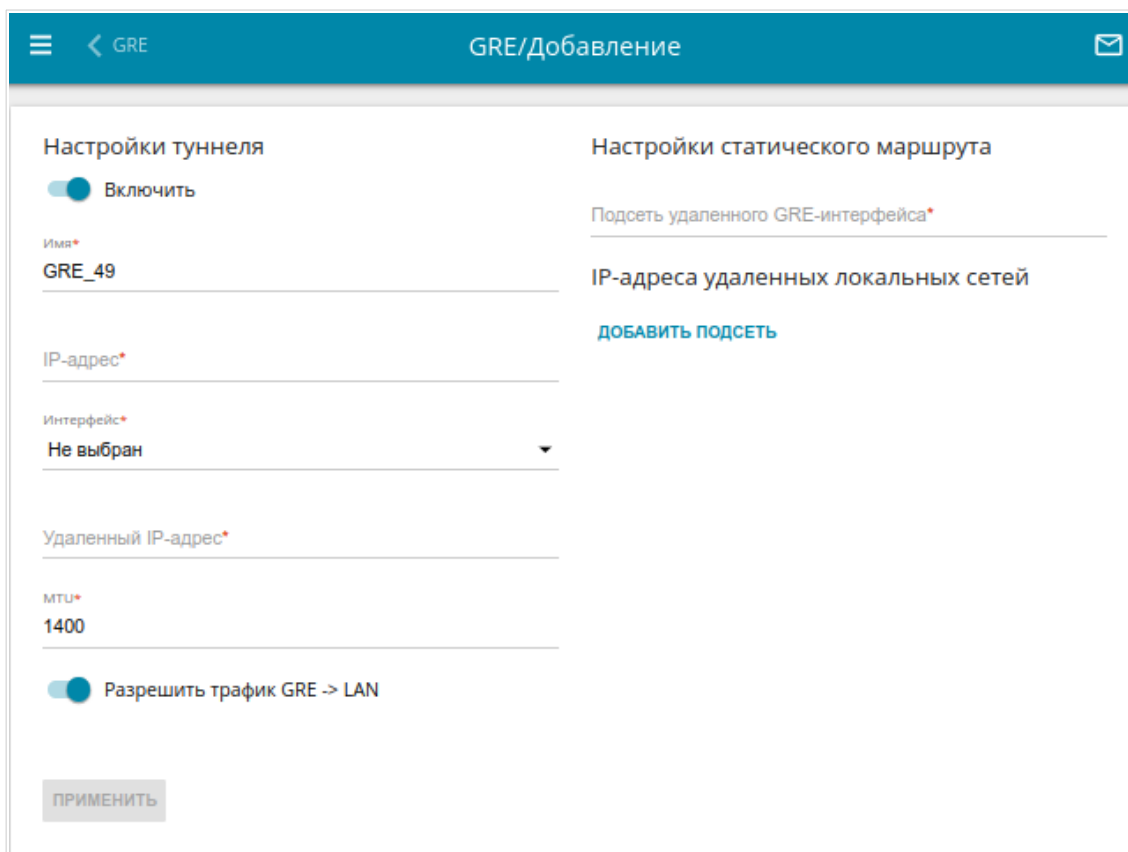 GRE
GRE/Добавление
Настройки туннеля
Включить
Имя*
GRE_49
IP-адрес*
Интерфейс*
Не выбран
Удаленный IP-адрес*
MTU*
1400
Разрешить трафик GRE -> LAN
ПРИМЕНИТЬ
Настройки статического маршрута
Подсеть удаленного GRE-интерфейса*
IP-адреса удаленных локальных сетей
ДОБАВИТЬ ПОДСЕТЬ